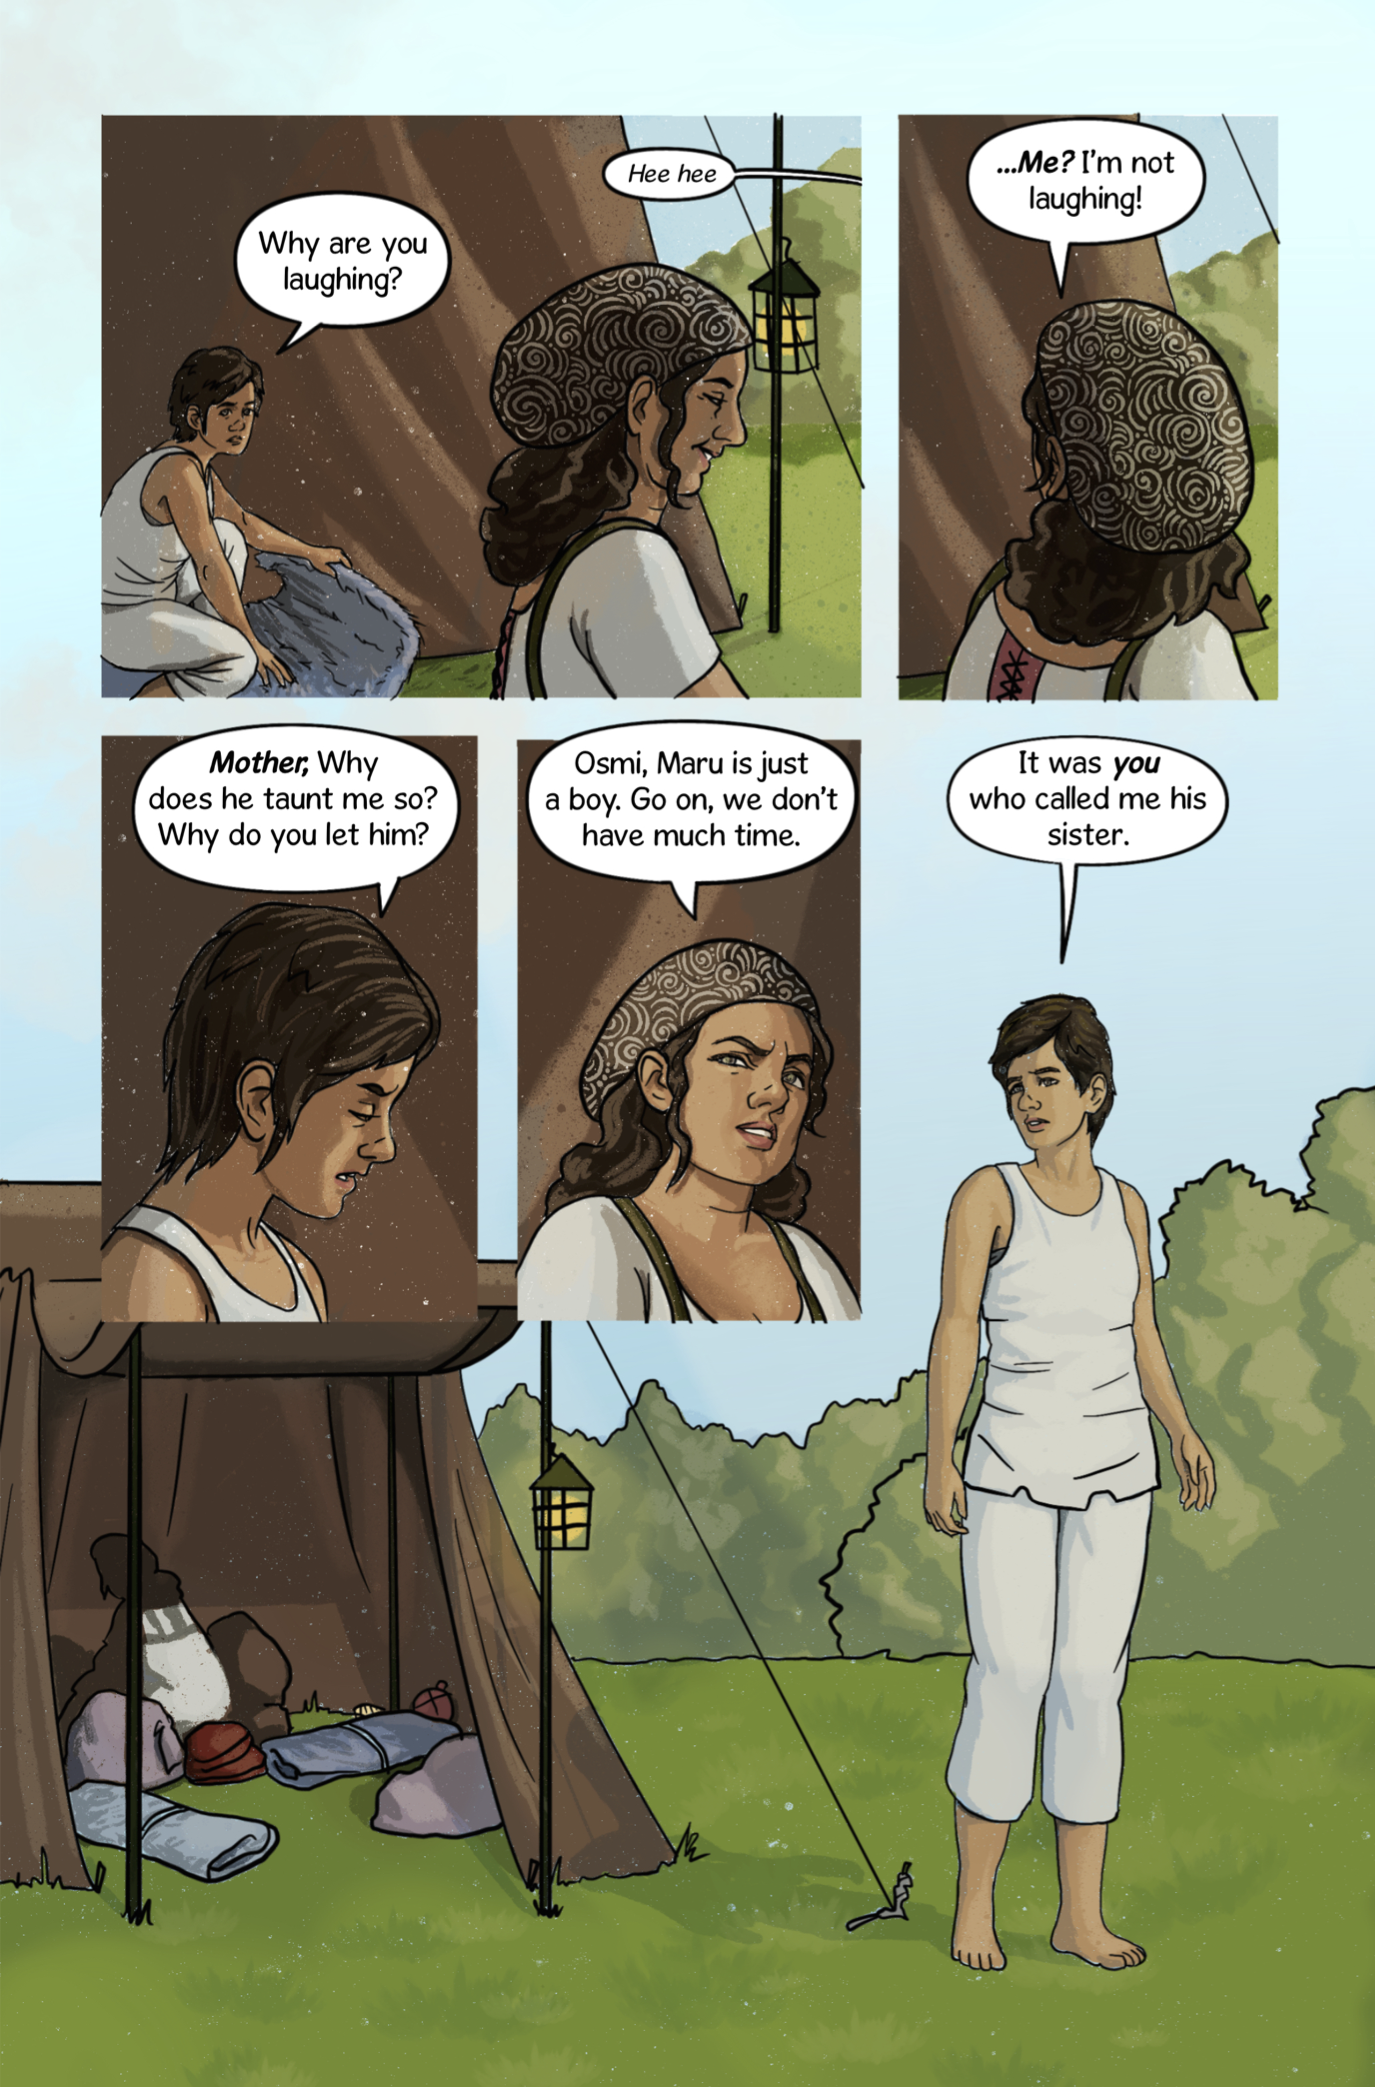 Hee hee
Why are you
laughing?
...Me? I'm not
laughing!
Mother, Why
does he taunt me so?
Why do you let him?
Osmi, Maru is just
a boy. Go on, we don't
have much time.
It was you
who called me his
sister.